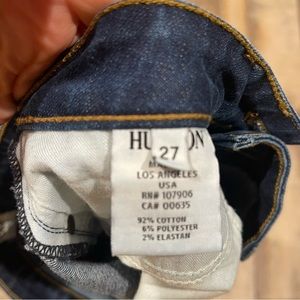 27
LOS ANGELES
USA
RN# 107906
CA# 00635
92% COTTON
6% POLYESTER
2% ELASTAN